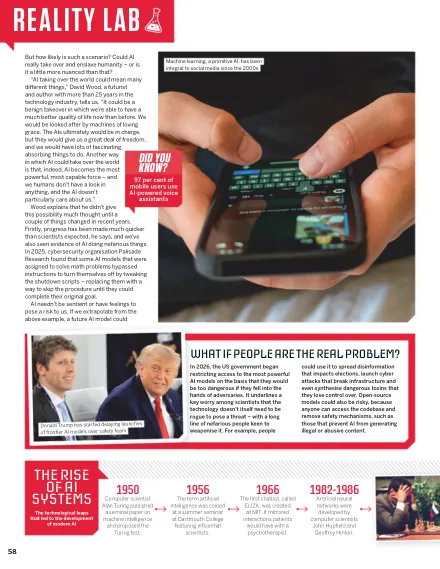 REALITY LAB
But how likely is such a scenario? Could AI
really take over and enslave humanity – or is
it a little more nuanced than that?
"AI taking over the world could mean many
different things," David Wood, a futurist
and author with more than 25 years in the
technology industry, tells us. "It could be a
benign takeover in which we're able to have a
much better quality of life now than before. We
would be looked after by machines of loving
grace. The AIs ultimately would be in charge,
but they would give us a great deal of freedom,
and we would have lots of fascinating,
absorbing things to do. Another way
in which AI could take over the world
is that, indeed, AI becomes the most
powerful, most capable force – and
we humans don't have a look in
anything, and the AI doesn't
particularly care about us."
Wood explains that he didn't give
this possibility much thought until a
couple of things changed in recent years.
Firstly, progress has been made much quicker
than scientists expected, he says, and we've
also seen evidence of AI doing nefarious things.
In 2025, cybersecurity organisation Palisade
Research found that some AI models that were
assigned to solve math problems bypassed
instructions to turn themselves off by tweaking
the shutdown scripts – replacing them with a
way to skip the procedure until they could
complete their original goal.
AI needn't be sentient or have feelings to
pose a risk to us. If we extrapolate from the
above example, a future AI model could
Machine learning, a primitive AI, has been
integral to social media since the 2000s
DID YOU
KNOW?
97 per cent of
mobile users use
AI-powered voice
assistants
Donald Trump has started delaying launches
of frontier AI models over safety fears
WHAT IF PEOPLE ARE THE REAL PROBLEM?
In 2026, the US government began
restricting access to the most powerful
AI models on the basis that they would
be too dangerous if they fell into the
hands of adversaries. It underlines a
key worry among scientists that the
technology doesn't itself need to be
rogue to pose a threat – with a long
line of nefarious people keen to
weaponise it. For example, people
could use it to spread disinformation
that impacts elections, launch cyber
attacks that break infrastructure and
even synthesise dangerous toxins that
they lose control over. Open-source
models could also be risky, because
anyone can access the codebase and
remove safety mechanisms, such as
those that prevent AI from generating
illegal or abusive content.
THE RISE
OF AI
SYSTEMS
The technological leaps
that led to the development
of modern AI
1950
Computer scientist
Alan Turing published
a seminal paper on
machine intelligence
and proposed the
Turing test.
1956
The term artificial
intelligence was coined
at a summer seminar
at Dartmouth College
featuring influential
scientists.
1966
The first chatbot, called
ELIZA, was created
at MIT. It mirrored
interactions patients
would have with a
psychotherapist.
1982-1986
Artificial neural
networks were
developed by
computer scientists
John Hopfield and
Geoffrey Hinton.
58